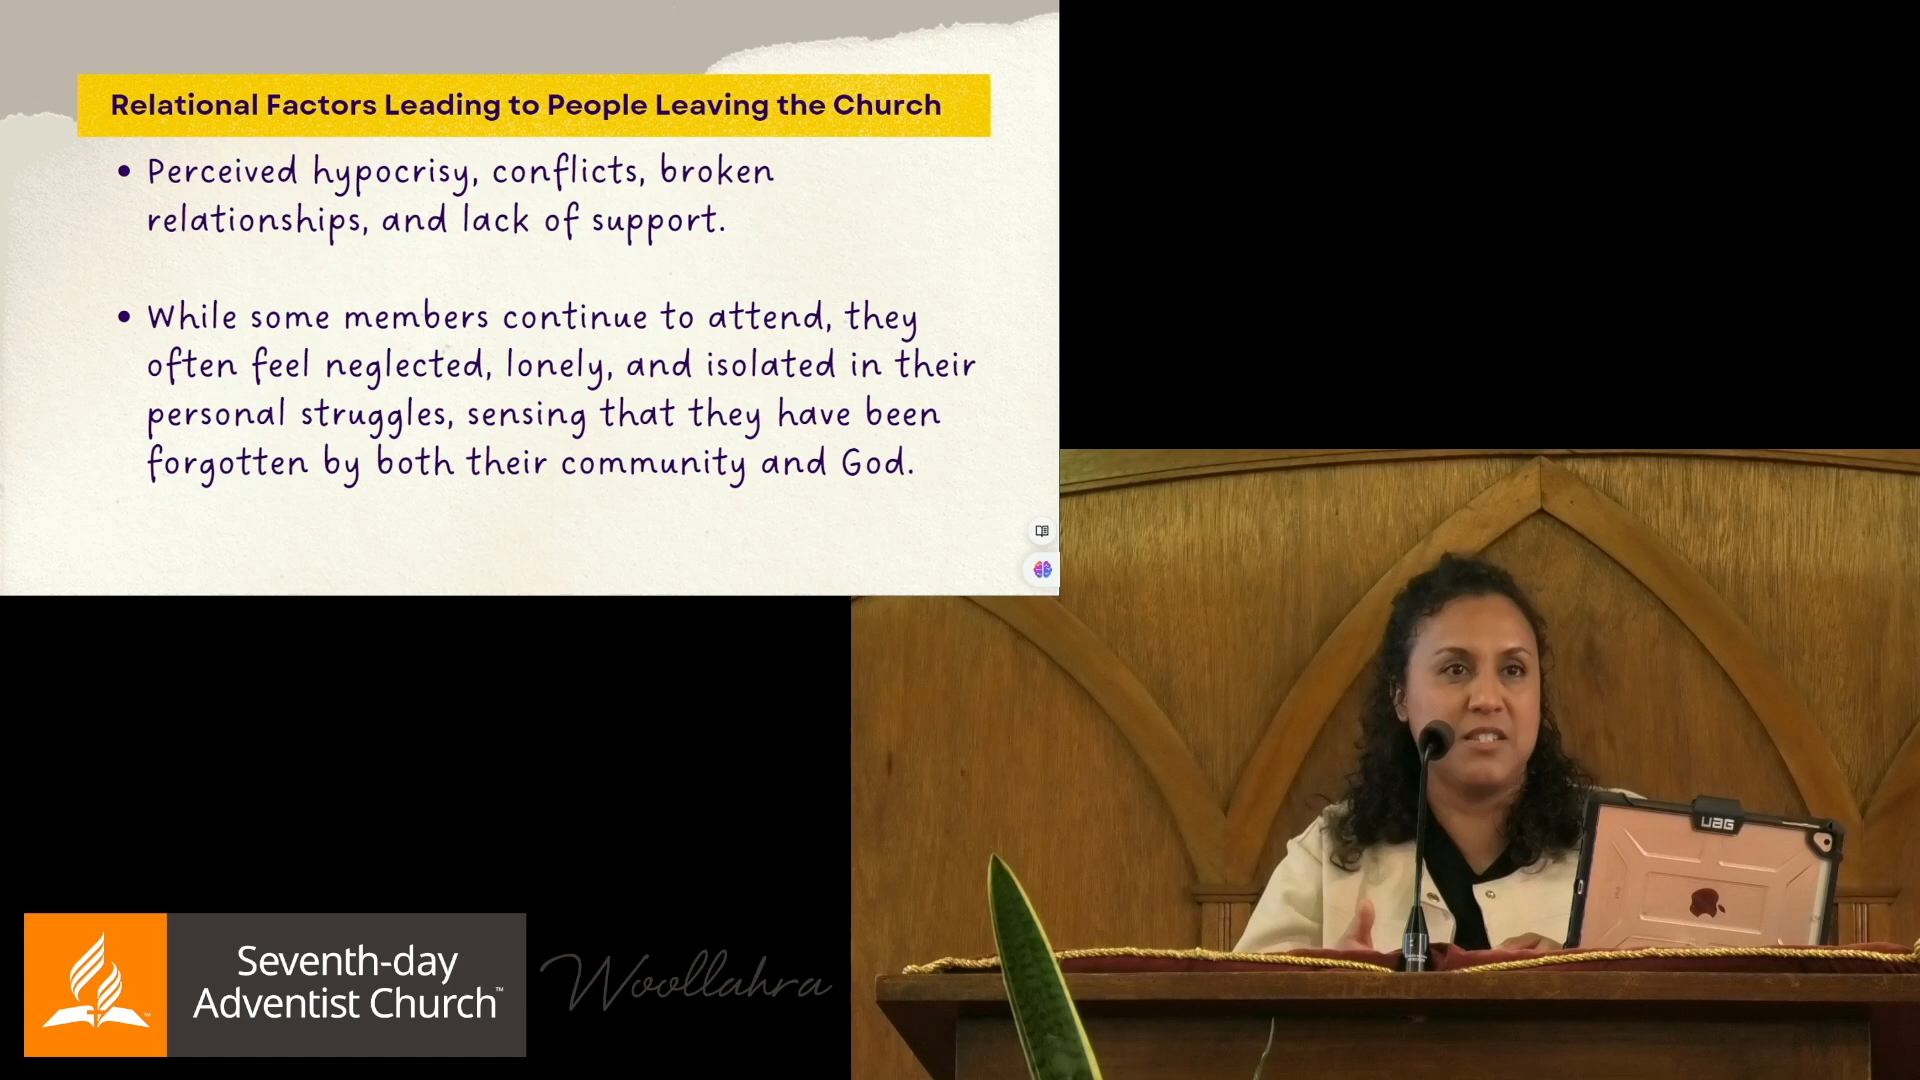 Relational Factors Leading to People Leaving the Church
• Perceived hypocrisy, conflicts, broken
relationships, and lack of support.
• While some members continue to attend, they
often feel neglected, lonely, and isolated in their
personal struggles, sensing that they have been
forgotten by both their community and God.
UAG
Seventh-day
Adventist Church™
Woollahra